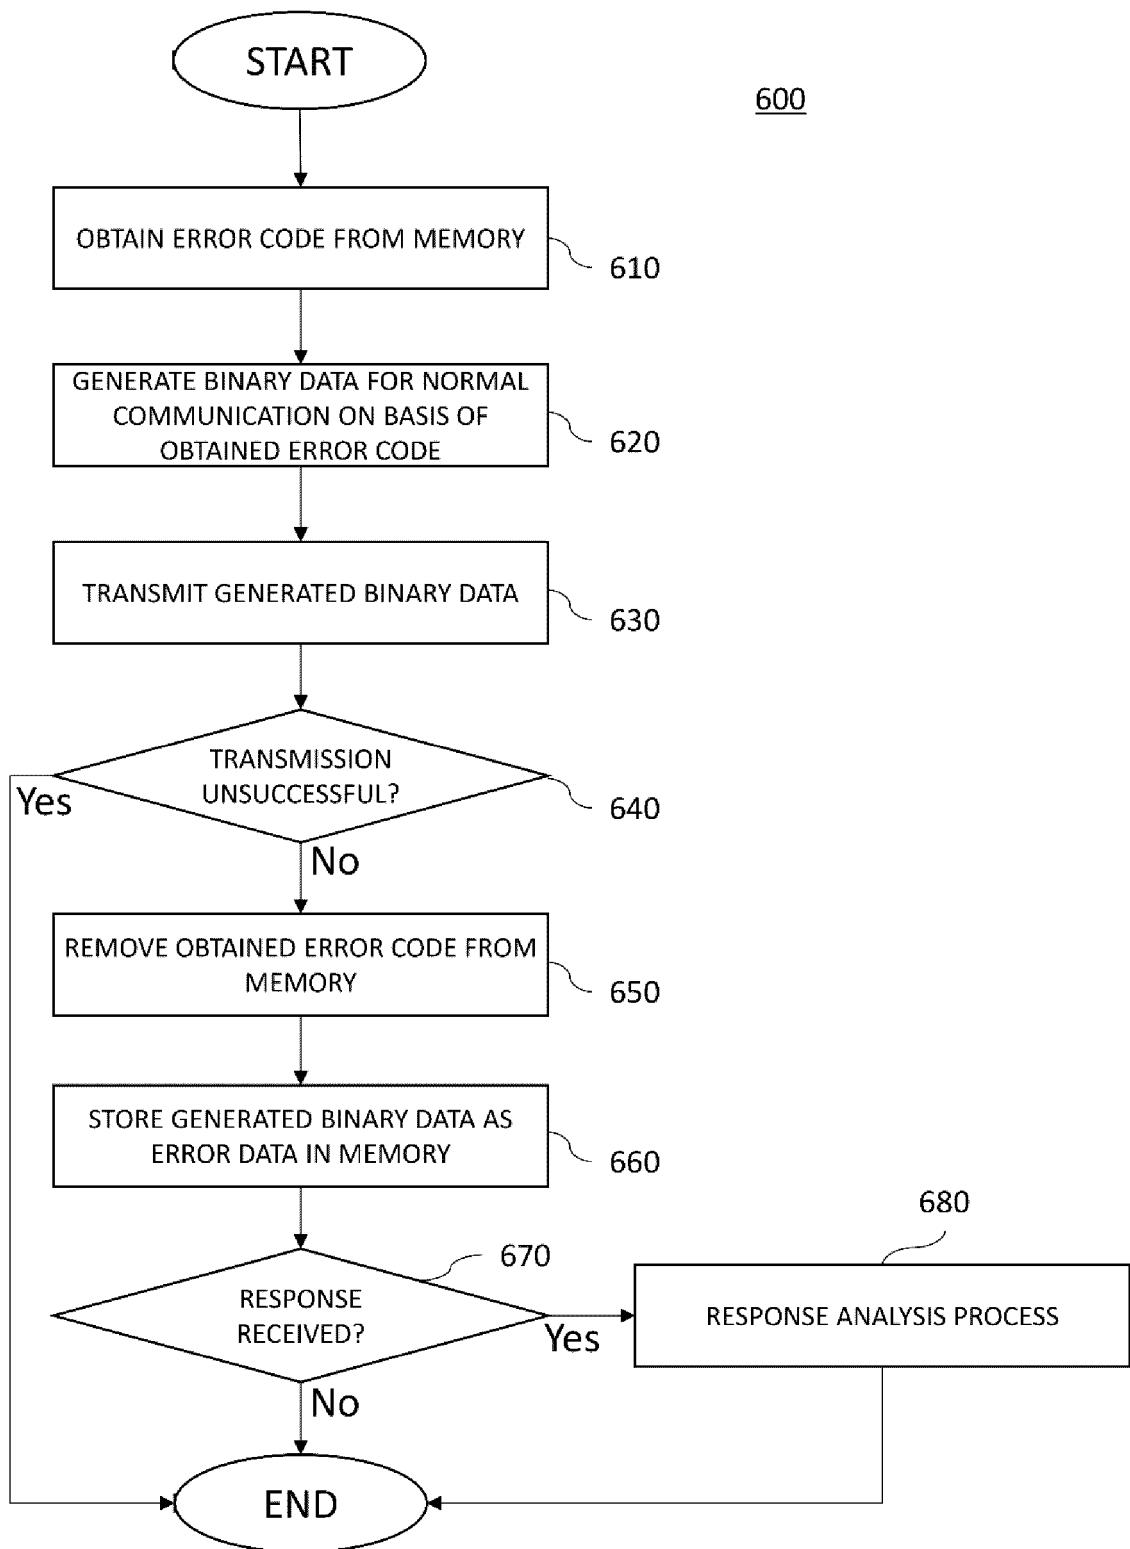 START
600
OBTAIN ERROR CODE FROM MEMORY
610
GENERATE BINARY DATA FOR NORMAL
COMMUNICATION ON BASIS OF
OBTAINED ERROR CODE
620
TRANSMIT GENERATED BINARY DATA
630
TRANSMISSION
UNSUCCESSFUL?
Yes
640
No
REMOVE OBTAINED ERROR CODE FROM
MEMORY
650
STORE GENERATED BINARY DATA AS
ERROR DATA IN MEMORY
660
680
670
RESPONSE
RECEIVED?
Yes
RESPONSE ANALYSIS PROCESS
No
END